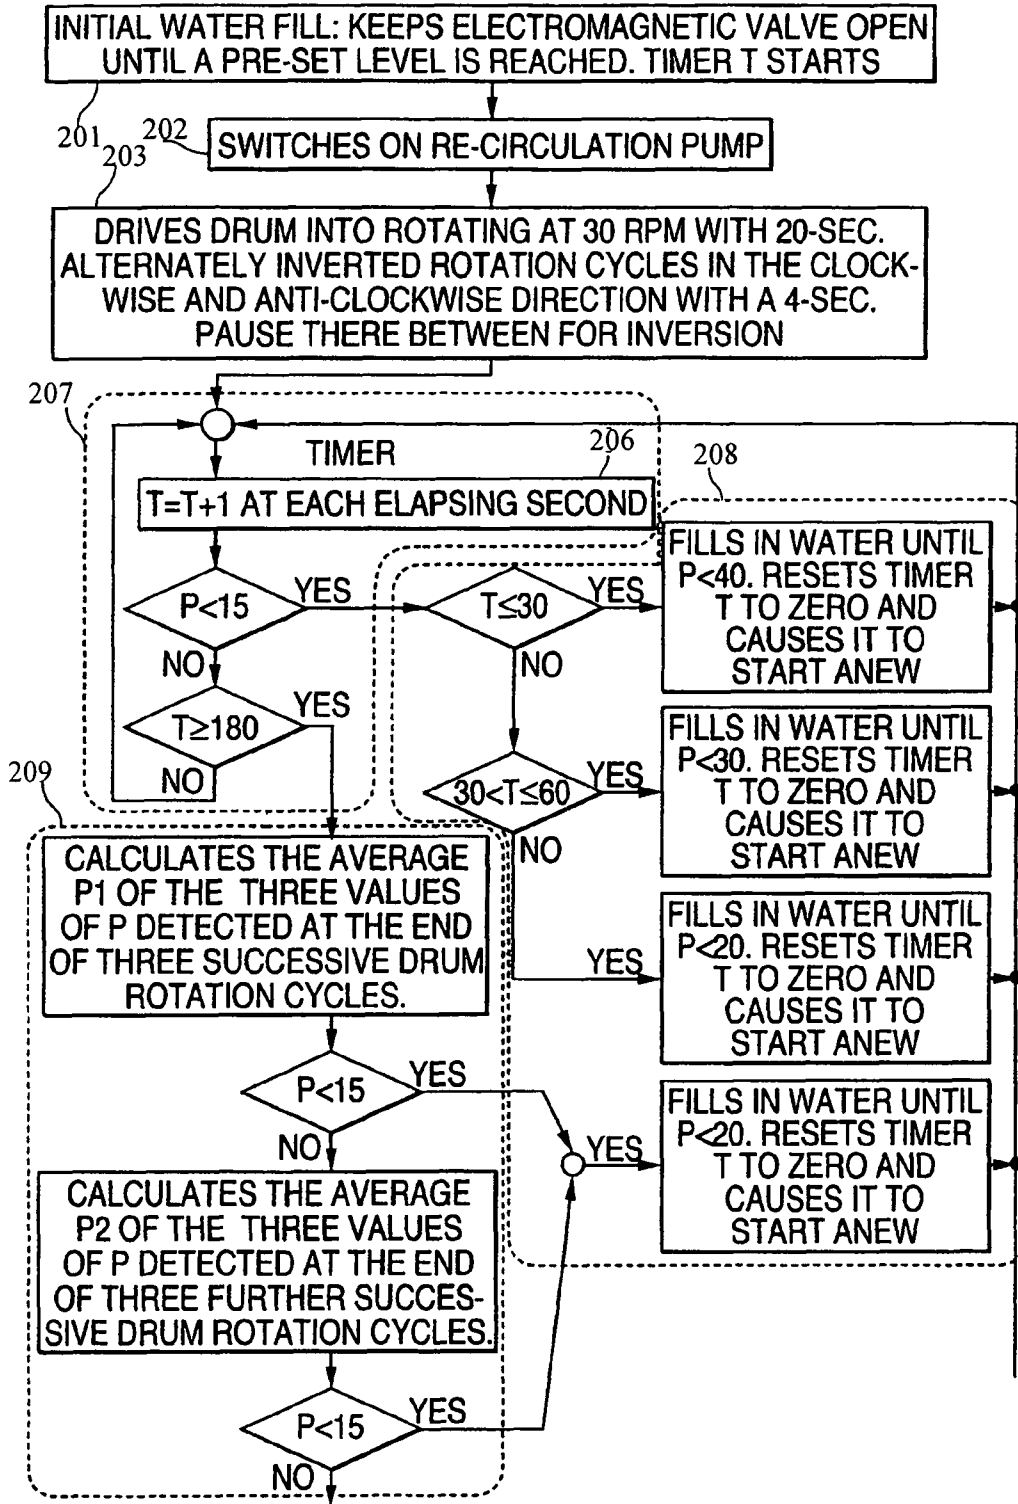 INITIAL WATER FILL: KEEPS ELECTROMAGNETIC VALVE OPEN
UNTIL A PRE-SET LEVEL IS REACHED. TIMER T STARTS
201
202
SWITCHES ON RE-CIRCULATION PUMP
203
DRIVES DRUM INTO ROTATING AT 30 RPM WITH 20-SEC.
ALTERNATELY INVERTED ROTATION CYCLES IN THE CLOCK-
WISE AND ANTI-CLOCKWISE DIRECTION WITH A 4-SEC.
PAUSE THERE BETWEEN FOR INVERSION
207
TIMER
206
T=T+1 AT EACH ELAPSING SECOND
208
P<15
YES
NO
T≤30
YES
NO
FILLS IN WATER UNTIL
P<40. RESETS TIMER
T TO ZERO AND
CAUSES IT TO
START ANEW
T≥180
YES
NO
30<T≤60
YES
NO
FILLS IN WATER UNTIL
P<30. RESETS TIMER
T TO ZERO AND
CAUSES IT TO
START ANEW
209
CALCULATES THE AVERAGE
P1 OF THE THREE VALUES
OF P DETECTED AT THE END
OF THREE SUCCESSIVE DRUM
ROTATION CYCLES.
YES
FILLS IN WATER UNTIL
P<20. RESETS TIMER
T TO ZERO AND
CAUSES IT TO
START ANEW
P<15
YES
NO
YES
FILLS IN WATER UNTIL
P<20. RESETS TIMER
T TO ZERO AND
CAUSES IT TO
START ANEW
CALCULATES THE AVERAGE
P2 OF THE THREE VALUES
OF P DETECTED AT THE END
OF THREE FURTHER SUCCES-
SIVE DRUM ROTATION CYCLES.
P<15
YES
NO